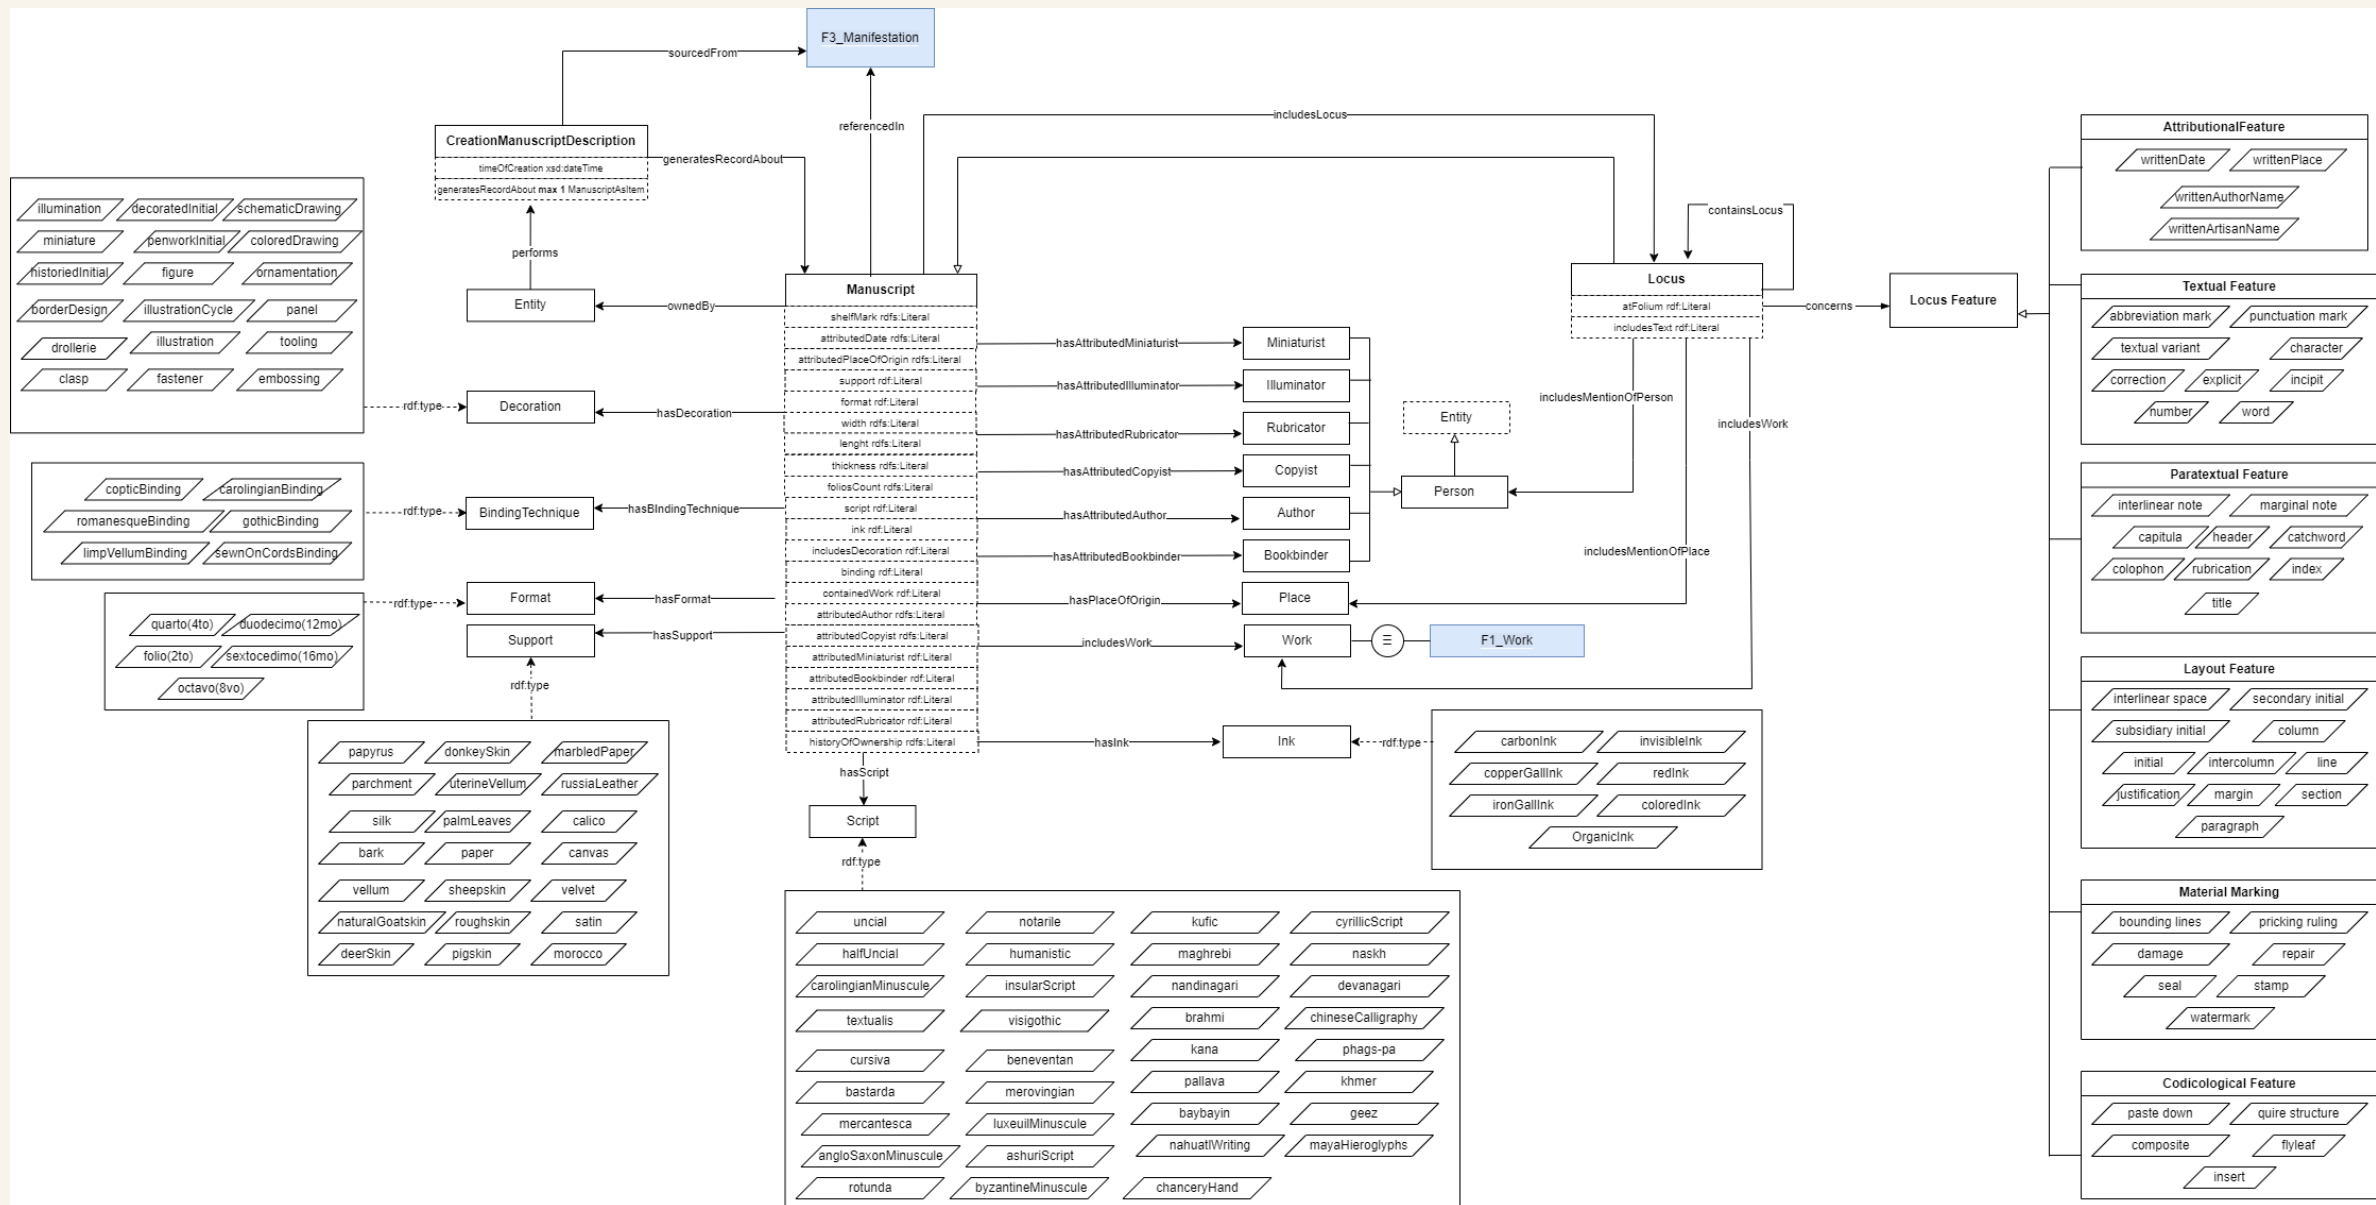 F3_Manifestation
sourcedFrom
referencedIn
includesLocus
CreationManuscriptDescription
timeOfCreation xsd:dateTime
generatesRecordAbout max 1 ManuscriptAsItem
generatesRecordAbout
performs
Entity
ownedBy
illumination decoratedInitial schematicDrawing
miniature penworkInitial coloredDrawing
historiedInitial figure ornamentation
borderDesign illustrationCycle panel
drollerie illustration tooling
clasp fastener embossing
rdf:type
Decoration
hasDecoration
copticBinding carolingianBinding
romanesqueBinding gothicBinding
limpVellumBinding sewnOnCordsBinding
rdf:type
BindingTechnique
hasBIndingTechnique
quarto(4to) duodecimo(12mo)
folio(2to) sextocedimo(16mo)
octavo(8vo)
rdf:type
Format
hasFormat
Support
hasSupport
rdf:type
papyrus donkeySkin marbledPaper
parchment uterineVellum russiaLeather
silk palmLeaves calico
bark paper canvas
vellum sheepskin velvet
naturalGoatskin roughskin satin
deerSkin pigskin morocco
Manuscript
shelfMark rdfs:Literal
attributedDate rdfs:Literal
attributedPlaceOfOrigin rdfs:Literal
support rdf:Literal
format rdf:Literal
width rdfs:Literal
lenght rdfs:Literal
thickness rdfs:Literal
foliosCount rdfs:Literal
script rdf:Literal
ink rdf:Literal
includesDecoration rdf:Literal
binding rdf:Literal
containedWork rdf:Literal
attributedAuthor rdfs:Literal
attributedCopyist rdfs:Literal
attributedMiniaturist rdf:Literal
attributedBookbinder rdf:Literal
attributedIlluminator rdf:Literal
attributedRubricator rdf:Literal
historyOfOwnership rdfs:Literal
hasAttributedMiniaturist
Miniaturist
hasAttributedIlluminator
Illuminator
hasAttributedRubricator
Rubricator
hasAttributedCopyist
Copyist
hasAttributedAuthor
Author
hasAttributedBookbinder
Bookbinder
hasPlaceOfOrigin
Place
includesWork
Work
F1_Work
Entity
Person
hasInk
Ink
rdf:type
carbonInk invisibleInk
copperGallInk redInk
ironGallInk coloredInk
OrganicInk
hasScript
Script
rdf:type
uncial notarile kufic cyrillicScript
halfUncial humanistic maghrebi naskh
carolingianMinuscule insularScript nandinagari devanagari
textualis visigothic brahmi chineseCalligraphy
cursiva beneventan kana phags-pa
bastarda merovingian pallava khmer
mercantesca luxeuilMinuscule baybayin geez
angloSaxonMinuscule ashuriScript nahuatlWriting mayaHieroglyphs
rotunda byzantineMinuscule chanceryHand
containsLocus
Locus
atFolium rdf:Literal
includesText rdf:Literal
includesMentionOfPerson
includesMentionOfPlace
includesWork
concerns
Locus Feature
AttributionalFeature
writtenDate writtenPlace
writtenAuthorName
writtenArtisanName
Textual Feature
abbreviation mark punctuation mark
textual variant character
correction explicit incipit
number word
Paratextual Feature
interlinear note marginal note
capitula header catchword
colophon rubrication index
title
Layout Feature
interlinear space secondary initial
subsidiary initial column
initial intercolumn line
justification margin section
paragraph
Material Marking
bounding lines pricking ruling
damage repair
seal stamp
watermark
Codicological Feature
paste down quire structure
composite flyleaf
insert